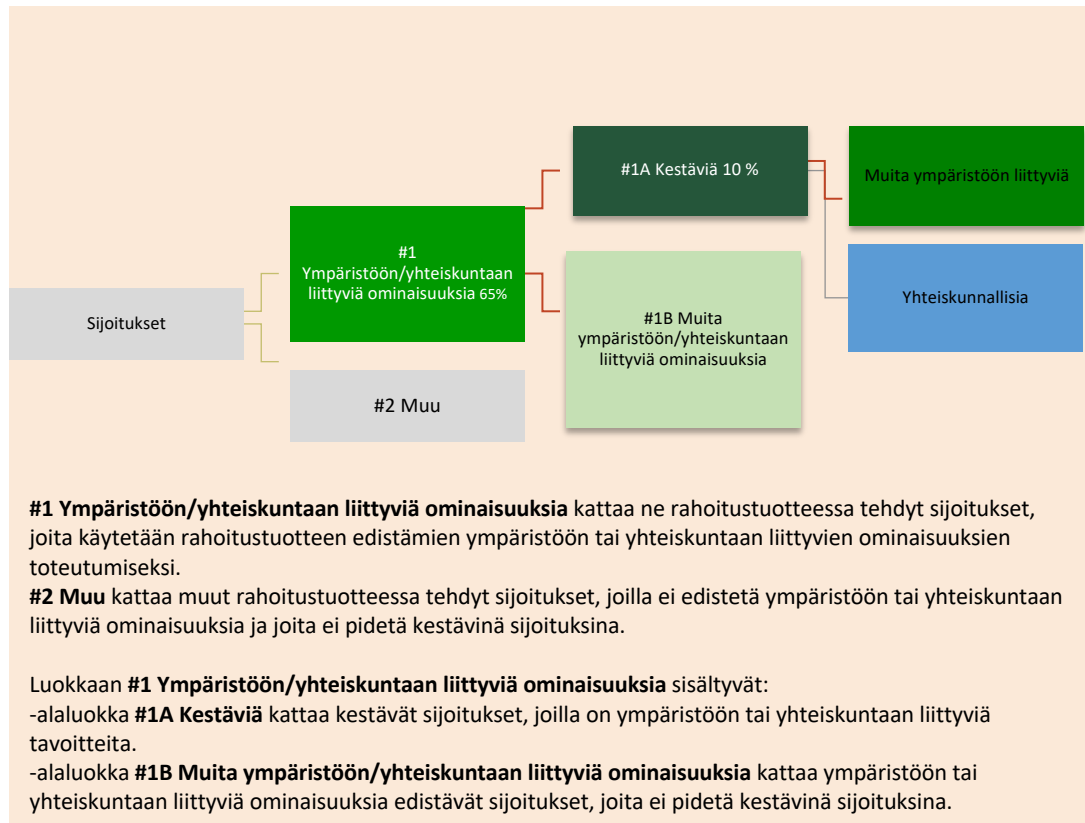 #1A Kestäviä 10 %
Muita ympäristöön liittyviä
#1
Ympäristöön/yhteiskuntaan
liittyviä ominaisuuksia 65%
Sijoitukset
Yhteiskunnallisia
#1B Muita
ympäristöön/yhteiskuntaan
liittyviä ominaisuuksia
#2 Muu
#1 Ympäristöön/yhteiskuntaan liittyviä ominaisuuksia kattaa ne rahoitustuotteessa tehdyt sijoitukset,
joita käytetään rahoitustuotteen edistämien ympäristöön tai yhteiskuntaan liittyvien ominaisuuksien
toteutumiseksi.
#2 Muu kattaa muut rahoitustuotteessa tehdyt sijoitukset, joilla ei edistetä ympäristöön tai yhteiskuntaan
liittyviä ominaisuuksia ja joita ei pidetä kestävinä sijoituksina.
Luokkaan #1 Ympäristöön/yhteiskuntaan liittyviä ominaisuuksia sisältyvät:
-alaluokka #1A Kestäviä kattaa kestävät sijoitukset, joilla on ympäristöön tai yhteiskuntaan liittyviä
tavoitteita.
-alaluokka #1B Muita ympäristöön/yhteiskuntaan liittyviä ominaisuuksia kattaa ympäristöön tai
yhteiskuntaan liittyviä ominaisuuksia edistävät sijoitukset, joita ei pidetä kestävinä sijoituksina.